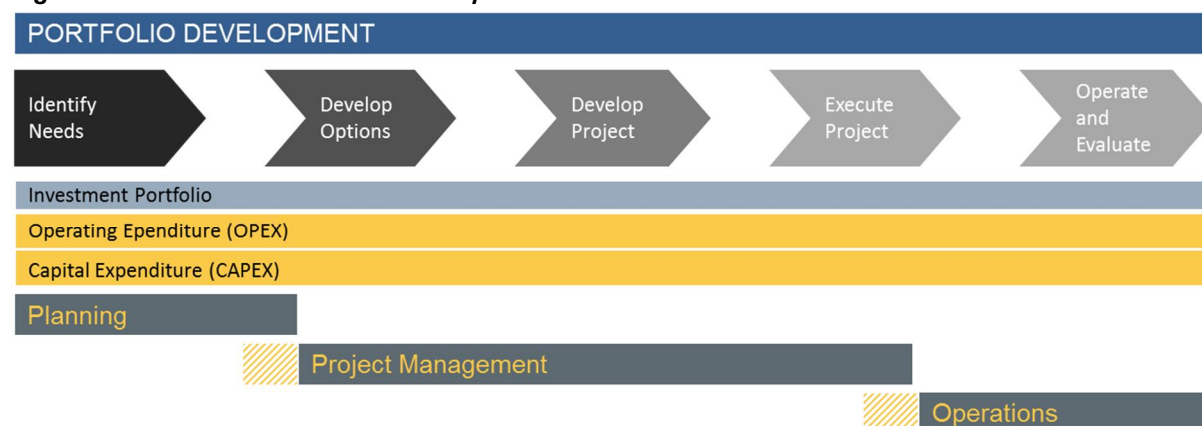 PORTFOLIO DEVELOPMENT
Identify
Needs
Develop
Options
Develop
Project
Execute
Project
Operate
and
Evaluate
Investment Portfolio
Operating Ependiture (OPEX)
Capital Expenditure (CAPEX)
Planning
Project Management
Operations